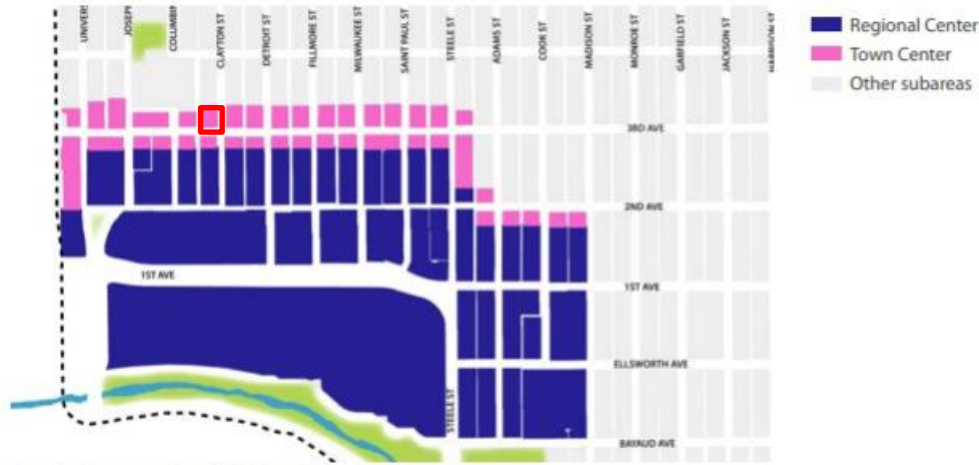 UNIVERS
JOSEPH
COLUMBIN
CLAYTON ST
DETROIT ST
FILLMORE ST
MILWAUKEE ST
SAINT PAUL ST
STEELE ST
ADAMS ST
COOK ST
MADISON ST
MONROE ST
GARFIELD ST
JACKSON ST
Regional Center
Town Center
Other subareas
3RD AVE
2ND AVE
1ST AVE
1ST AVE
ELLSWORTH AVE
STEELE ST
BAYAUD AVE